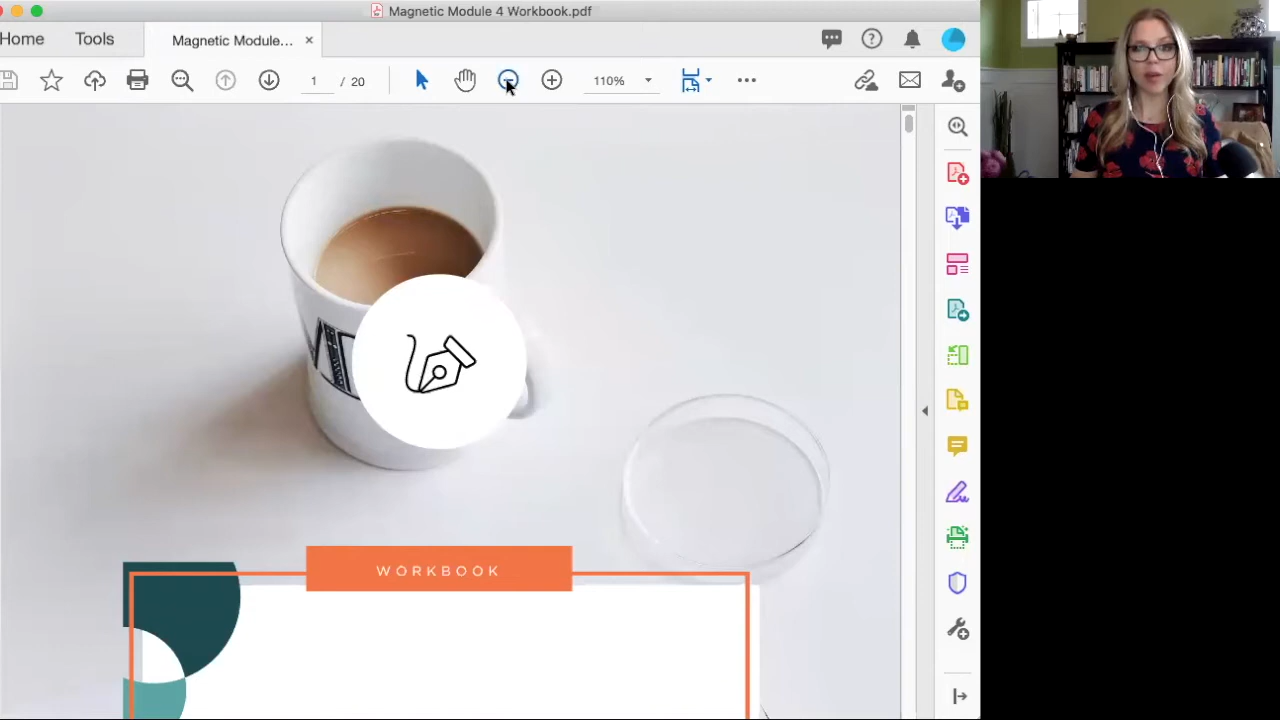 Magnetic Module 4 Workbook.pdf
Home
Tools
Magnetic Module... ×
1 / 20
110%
WORKBOOK